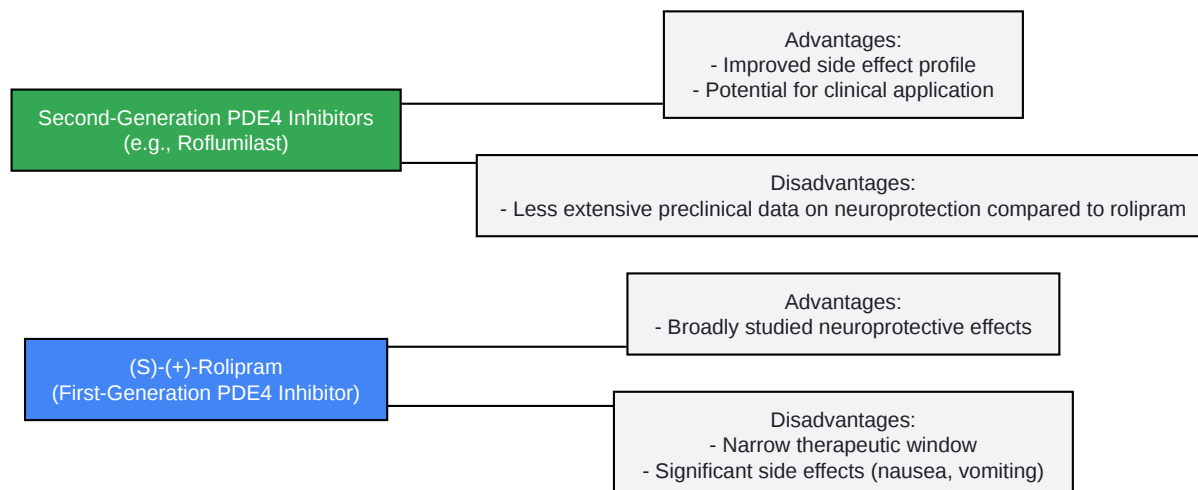 Second-Generation PDE4 Inhibitors
(e.g., Roflumilast)
Advantages:
- Improved side effect profile
- Potential for clinical application
Disadvantages:
- Less extensive preclinical data on neuroprotection compared to rolipram
(S)-(+)-Rolipram
(First-Generation PDE4 Inhibitor)
Advantages:
- Broadly studied neuroprotective effects
Disadvantages:
- Narrow therapeutic window
- Significant side effects (nausea, vomiting)